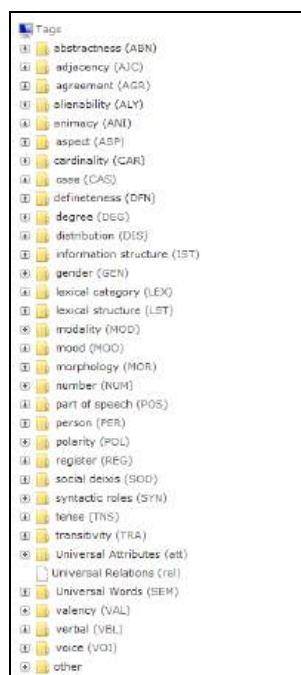 Tags
abstractness (ABN)
adjacency (AJC)
agreement (AGR)
alienability (ALY)
animacy (ANI)
aspect (ASP)
cardinality (CAR)
case (CAS)
defineteness (DFN)
degree (DEG)
distribution (DIS)
information structure (IST)
gender (GEN)
lexical category (LEX)
lexical structure (LST)
modality (MOD)
mood (MOO)
morphology (MOR)
number (NUM)
part of speech (POS)
person (PER)
polarity (POL)
register (REG)
social deixis (SOD)
syntactic roles (SYN)
tense (TNS)
transitivity (TRA)
Universal Attributes (att)
Universal Relations (rel)
Universal Words (SEM)
valency (VAL)
verbal (VBL)
voice (VOI)
other